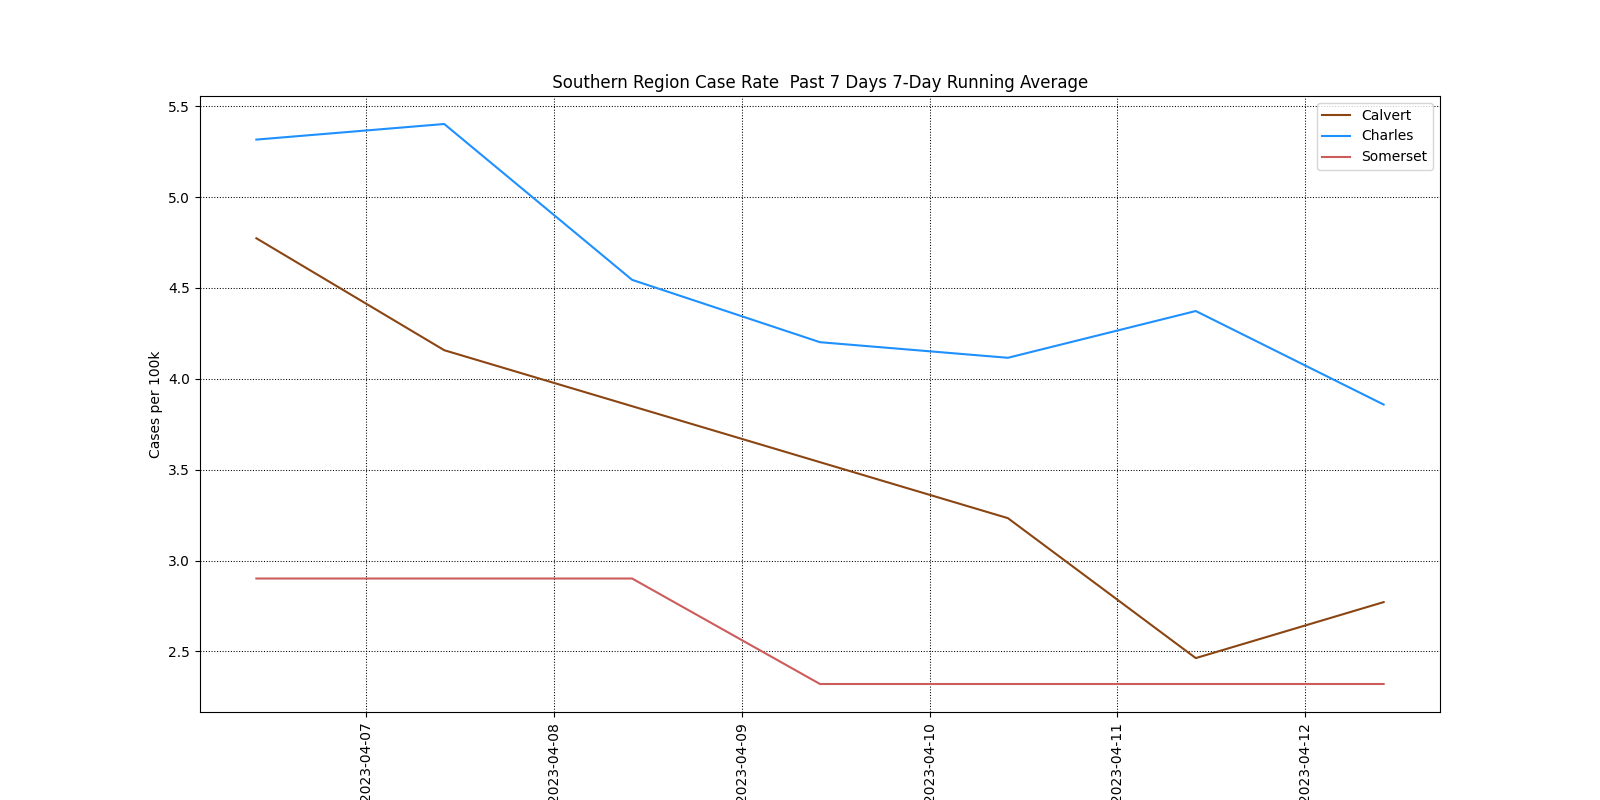 Southern Region Case Rate  Past 7 Days 7-Day Running Average
Calvert
Charles
Somerset
Cases per 100k
5.5
5.0
4.5
4.0
3.5
3.0
2.5
2023-04-07
2023-04-08
2023-04-09
2023-04-10
2023-04-11
2023-04-12